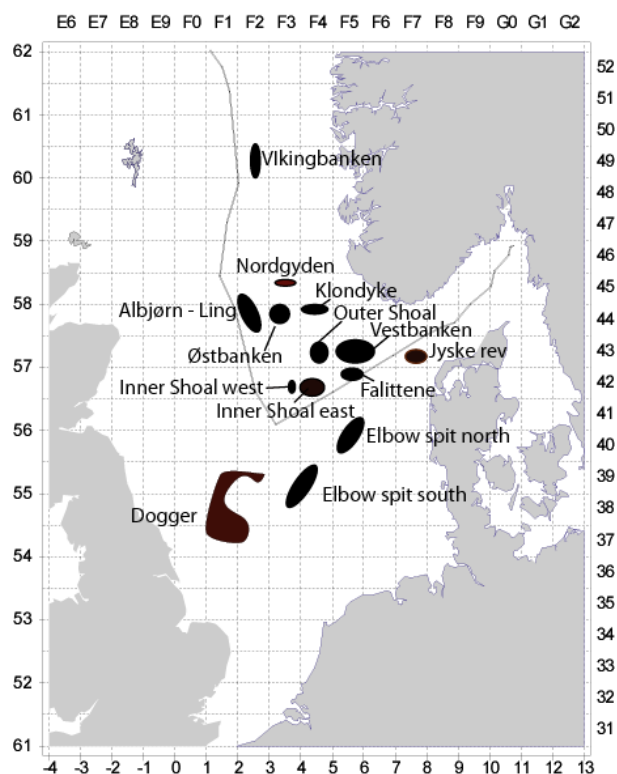 E6 E7 E8 E9 F0 F1 F2 F3 F4 F5 F6 F7 F8 F9 G0 G1 G2
62
52
61
51
50
VIkingbanken
49
60
48
47
59
46
Nordgyden
45
Klondyke
58
Albjørn - Ling
Outer Shoal
44
Vestbanken
Østbanken
Jyske rev
43
57
Inner Shoal west
Falittene
42
Inner Shoal east
41
56
Elbow spit north
40
39
55
Elbow spit south
38
Dogger
37
54
36
35
53
34
33
52
32
31
61
-4 -3 -2 -1 0 1 2 3 4 5 6 7 8 9 10 11 12 13